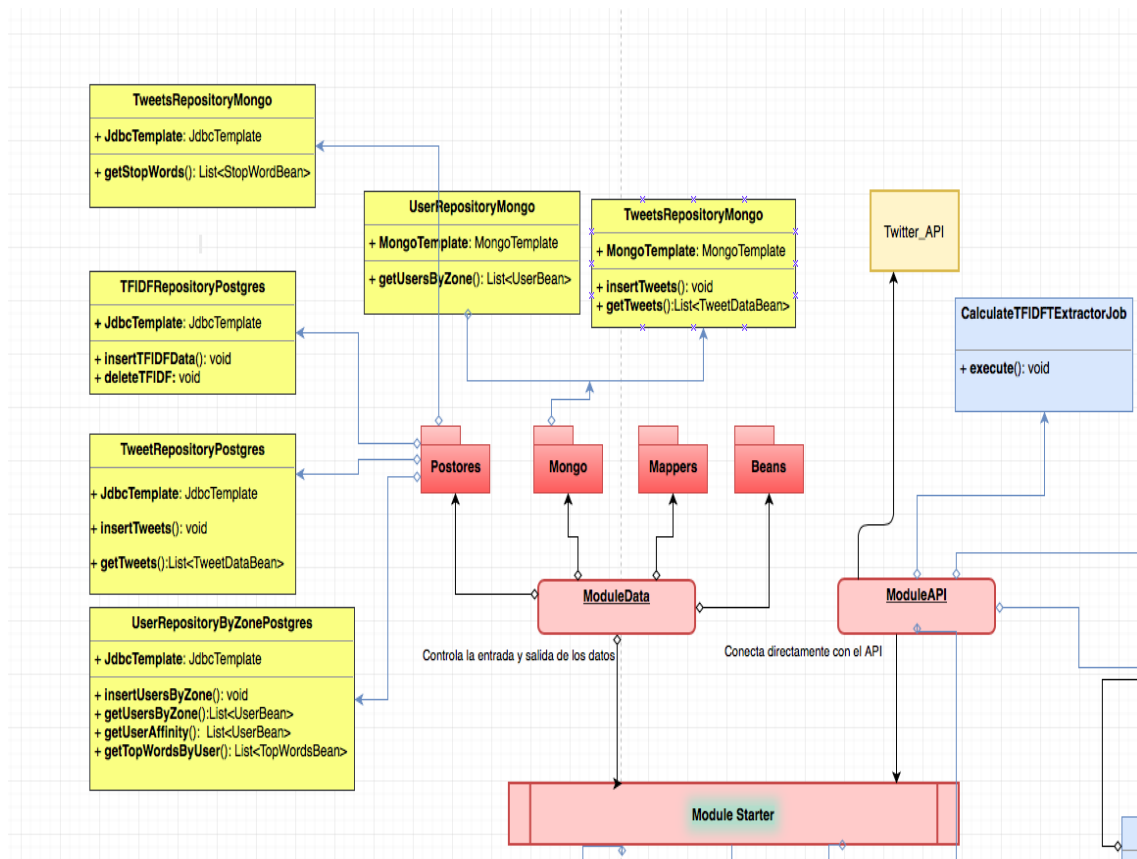 TweetsRepositoryMongo
+ JdbcTemplate: JdbcTemplate
+ getStopWords(): List<StopWordBean>
UserRepositoryMongo
+ MongoTemplate: MongoTemplate
+ getUsersByZone(): List<UserBean>
TweetsRepositoryMongo
+ MongoTemplate: MongoTemplate
+ insertTweets(): void
+ getTweets():List<TweetDataBean>
Twitter_API
TFIDFRepositoryPostgres
+ JdbcTemplate: JdbcTemplate
+ insertTFIDFData(): void
+ deleteTFIDF: void
CalculateTFIDFTExtractorJob
+ execute(): void
TweetRepositoryPostgres
+ JdbcTemplate: JdbcTemplate
+ insertTweets(): void
+ getTweets():List<TweetDataBean>
Postores
Mongo
Mappers
Beans
ModuleData
Controla la entrada y salida de los datos
ModuleAPI
Conecta directamente con el API
UserRepositoryByZonePostgres
+ JdbcTemplate: JdbcTemplate
+ insertUsersByZone(): void
+ getUsersByZone():List<UserBean>
+ getUserAffinity(): List<UserBean>
+ getTopWordsByUser(): List<TopWordsBean>
Module Starter